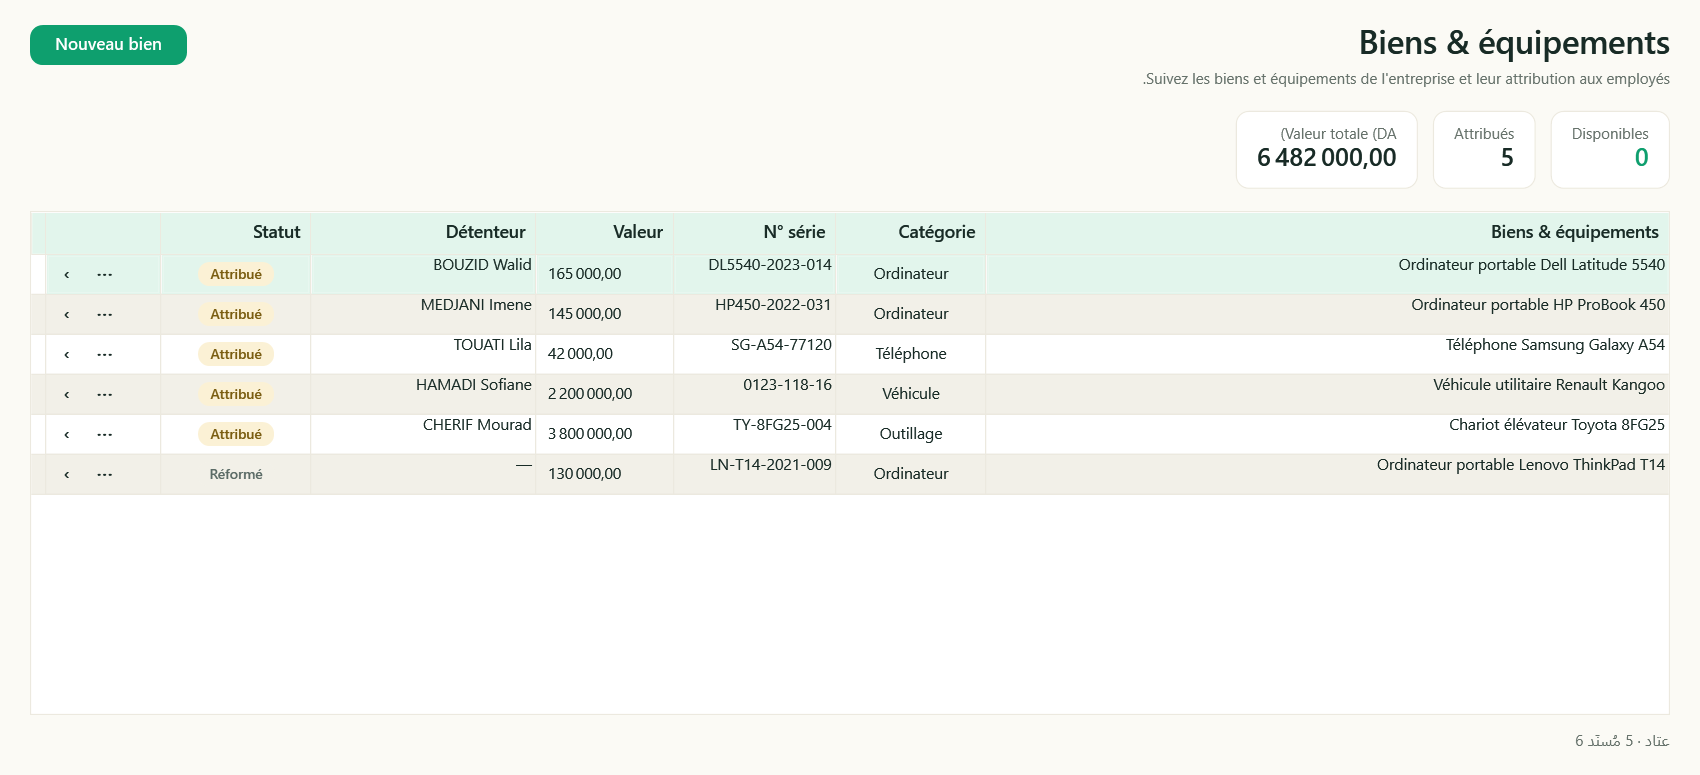 Biens & équipements
Nouveau bien
Suivez les biens et équipements de l'entreprise et leur attribution aux employés.
Disponibles
0
Attribués
5
Valeur totale (DA)
6 482 000,00
Biens & équipements Catégorie N° série Valeur Détenteur Statut
Ordinateur portable Dell Latitude 5540 Ordinateur DL5540-2023-014 165 000,00 BOUZID Walid Attribué ··· ‹
Ordinateur portable HP ProBook 450 Ordinateur HP450-2022-031 145 000,00 MEDJANI Imene Attribué ··· ‹
Téléphone Samsung Galaxy A54 Téléphone SG-A54-77120 42 000,00 TOUATI Lila Attribué ··· ‹
Véhicule utilitaire Renault Kangoo Véhicule 0123-118-16 2 200 000,00 HAMADI Sofiane Attribué ··· ‹
Chariot élévateur Toyota 8FG25 Outillage TY-8FG25-004 3 800 000,00 CHERIF Mourad Attribué ··· ‹
Ordinateur portable Lenovo ThinkPad T14 Ordinateur LN-T14-2021-009 130 000,00 — Réformé ··· ‹
6 عتاد · 5 مُسنَد